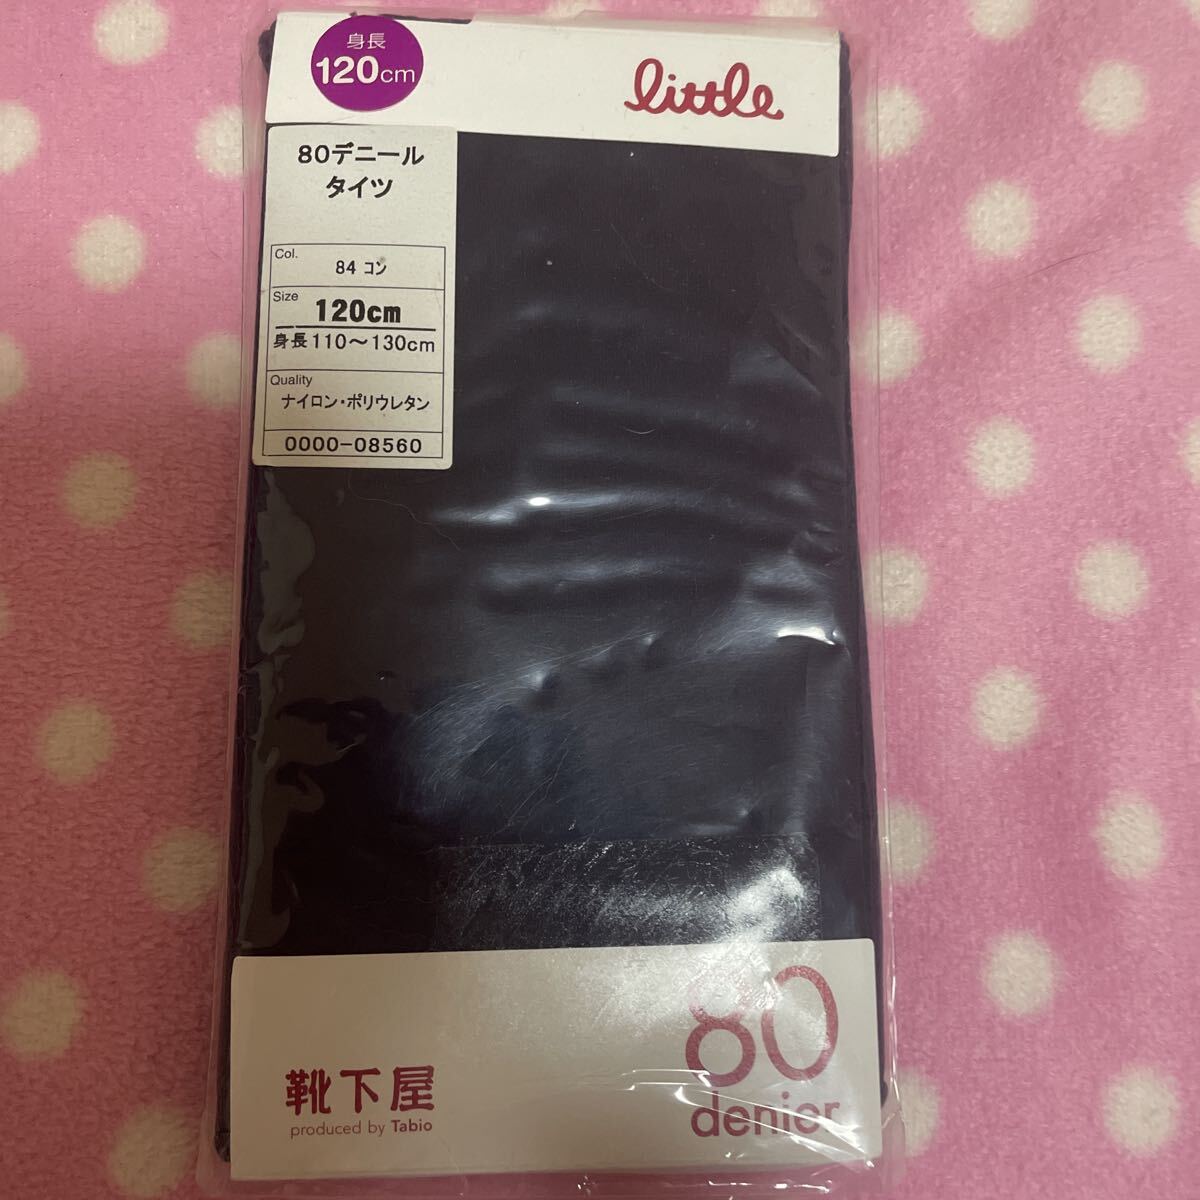 身長
120cm
little
80デニール
タイツ
Col.
84 コン
Size
120cm
身長110～130cm
Quality
ナイロン・ポリウレタン
0000-08560
80
denier
靴下屋
produced by Tabio